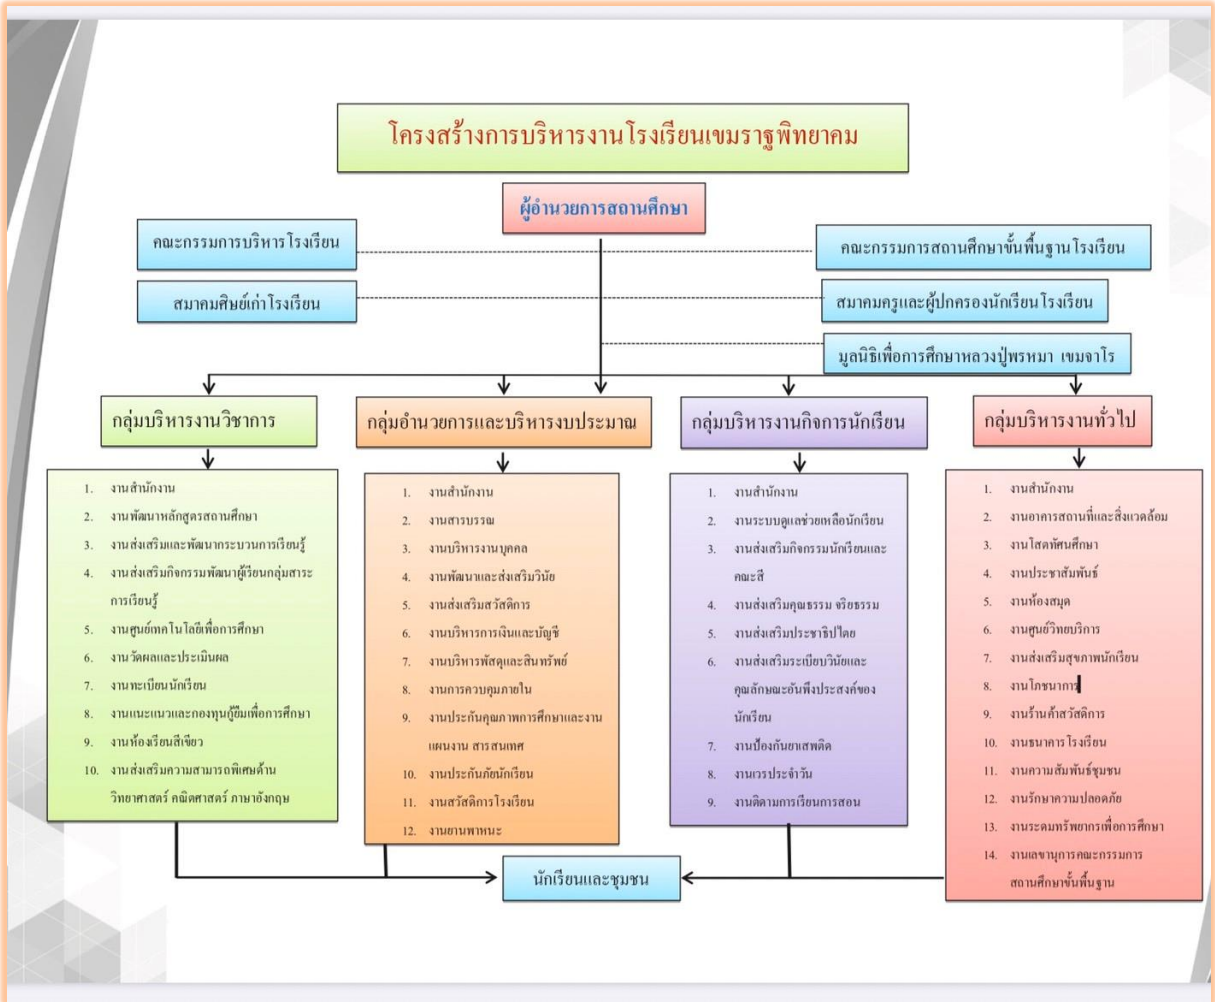 โครงสร้างการบริหารงานโรงเรียนเขมราฐพิทยาคม
ผู้อำนวยการสถานศึกษา
คณะกรรมการบริหารโรงเรียน
คณะกรรมการสถานศึกษาขั้นพื้นฐานโรงเรียน
สมาคมศิษย์เก่าโรงเรียน
สมาคมครูและผู้ปกครองนักเรียนโรงเรียน
มูลนิธิเพื่อการศึกษาหลวงปู่พรหมา เขมจาโร
กลุ่มบริหารงานวิชาการ
1. งานสำนักงาน
2. งานพัฒนาหลักสูตรสถานศึกษา
3. งานส่งเสริมและพัฒนากระบวนการเรียนรู้
4. งานส่งเสริมกิจกรรมพัฒนาผู้เรียนกลุ่มสาระ
การเรียนรู้
5. งานศูนย์เทคโนโลยีเพื่อการศึกษา
6. งานวัดผลและประเมินผล
7. งานทะเบียนนักเรียน
8. งานแนะแนวและกองทุนกู้ยืมเพื่อการศึกษา
9. งานห้องเรียนสีเขียว
10. งานส่งเสริมความสามารถพิเศษด้าน
วิทยาศาสตร์ คณิตศาสตร์ ภาษาอังกฤษ
กลุ่มอำนวยการและบริหารงบประมาณ
1. งานสำนักงาน
2. งานสารบรรณ
3. งานบริหารงานบุคคล
4. งานพัฒนาและส่งเสริมวินัย
5. งานส่งเสริมสวัสดิการ
6. งานบริหารการเงินและบัญชี
7. งานบริหารพัสดุและสินทรัพย์
8. งานการควบคุมภายใน
9. งานประกันคุณภาพการศึกษาและงาน
แผนงาน สารสนเทศ
10. งานประกันภัยนักเรียน
11. งานสวัสดิการโรงเรียน
12. งานยานพาหนะ
กลุ่มบริหารงานกิจการนักเรียน
1. งานสำนักงาน
2. งานระบบดูแลช่วยเหลือนักเรียน
3. งานส่งเสริมกิจกรรมนักเรียนและ
คณะสี
4. งานส่งเสริมคุณธรรม จริยธรรม
5. งานส่งเสริมประชาธิปไตย
6. งานส่งเสริมระเบียบวินัยและ
คุณลักษณะอันพึงประสงค์ของ
นักเรียน
7. งานป้องกันยาเสพติด
8. งานเวรประจำวัน
9. งานติดามการเรียนการสอน
กลุ่มบริหารงานทั่วไป
1. งานสำนักงาน
2. งานอาคารสถานที่และสิ่งแวดล้อม
3. งานโสตทัศนศึกษา
4. งานประชาสัมพันธ์
5. งานห้องสมุด
6. งานศูนย์วิทยบริการ
7. งานส่งเสริมสุขภาพนักเรียน
8. งานโภชนาการ
9. งานร้านค้าสวัสดิการ
10. งานธนาคารโรงเรียน
11. งานความสัมพันธ์ชุมชน
12. งานรักษาความปลอดภัย
13. งานระดมทรัพยากรเพื่อการศึกษา
14. งานเลขานุการคณะกรรมการ
สถานศึกษาขั้นพื้นฐาน
นักเรียนและชุมชน